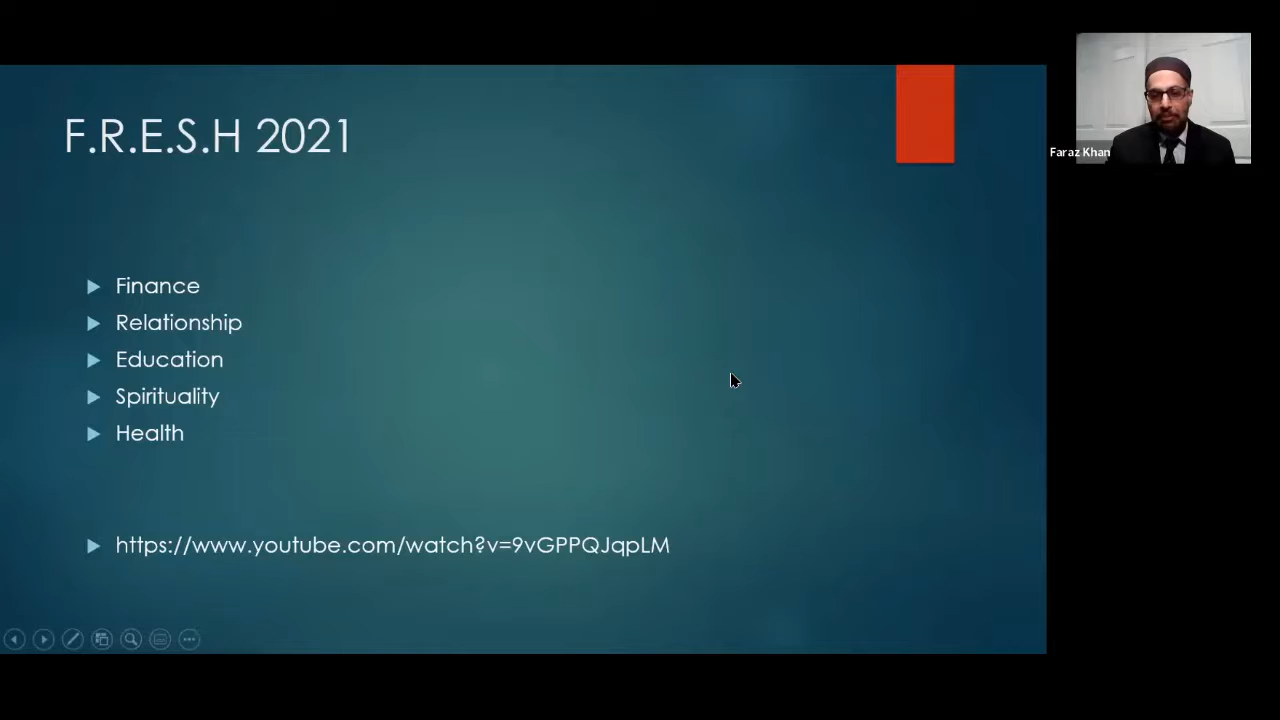 F.R.E.S.H 2021
Finance
Relationship
Education
Spirituality
Health
https://www.youtube.com/watch?v=9vGPPQJqpLM
Faraz Khan